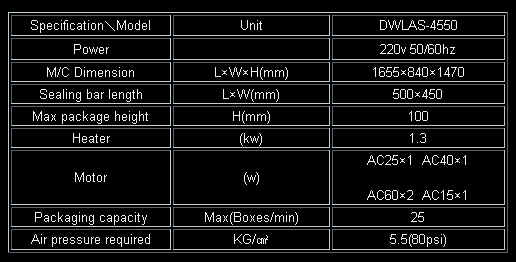 Specification＼Model Unit DWLAS-4550
Power 220v 50/60hz
M/C Dimension L×W×H(mm) 1655×840×1470
Sealing bar length L×W(mm) 500×450
Max package height H(mm) 100
Heater (kw) 1.3
AC25×1 AC40×1
Motor (w)
AC60×2 AC15×1
Packaging capacity Max(Boxes/min) 25
Air pressure required KG/㎠ 5.5(80psi)